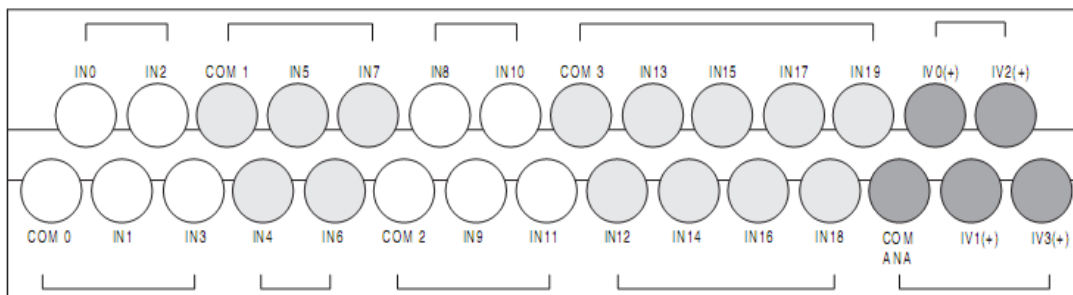 IN0 IN2 COM 1 IN5 IN7 IN8 IN10 COM 3 IN13 IN15 IN17 IN19 IV0(+) IV2(+)
COM 0 IN1 IN3 IN4 IN6 COM 2 IN9 IN11 IN12 IN14 IN16 IN18 COM IV1(+) IV3(+)
ANA